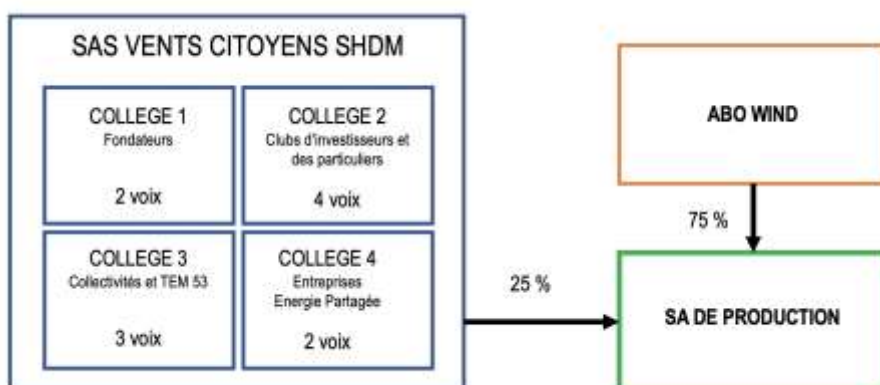 SAS VENTS CITOYENS SHDM
COLLEGE 1
Fondateurs
2 voix
COLLEGE 2
Clubs d'investisseurs et
des particuliers
4 voix
COLLEGE 3
Collectivités et TEM 53
3 voix
COLLEGE 4
Entreprises
Energie Partagée
2 voix
25 %
ABO WIND
75 %
SA DE PRODUCTION